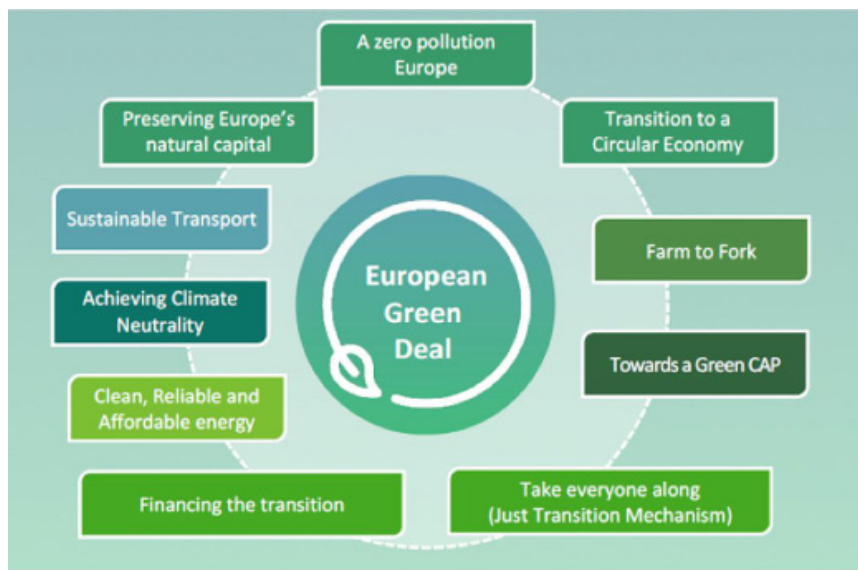 A zero pollution
Europe
Preserving Europe's
natural capital
Transition to a
Circular Economy
Sustainable Transport
Farm to Fork
European
Green
Deal
Achieving Climate
Neutrality
Towards a Green CAP
Clean, Reliable and
Affordable energy
Financing the transition
Take everyone along
(Just Transition Mechanism)